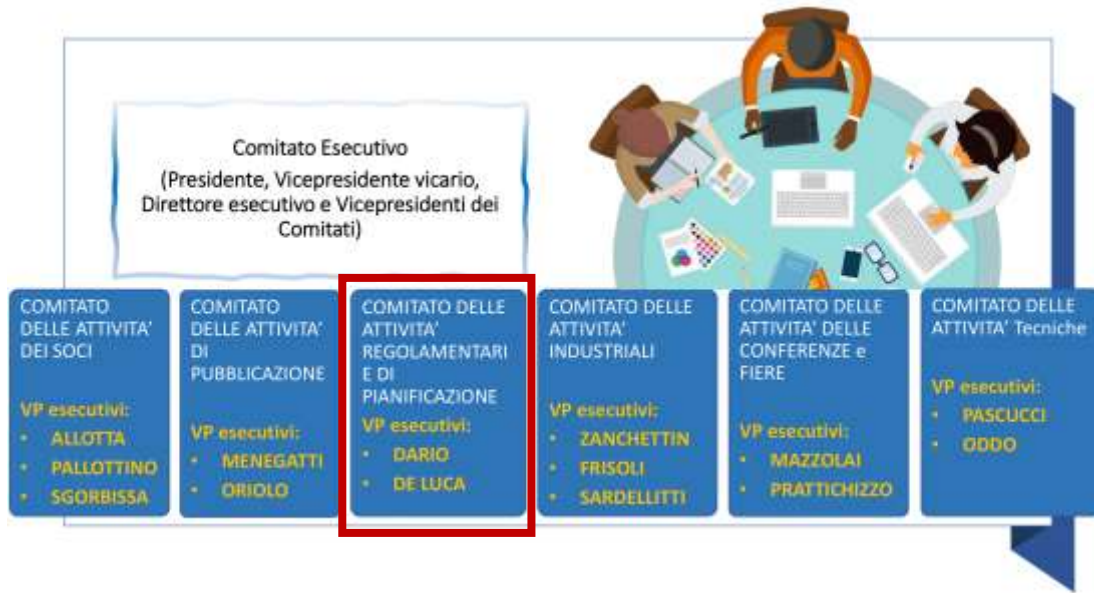 Comitato Esecutivo
(Presidente, Vicepresidente vicario,
Direttore esecutivo e Vicepresidenti dei
Comitati)
COMITATO
DELLE ATTIVITA'
DEI SOCI
VP esecutivi:
• ALLOTTA
• PALLOTTINO
• SGORBISSA
COMITATO
DELLE ATTIVITA'
DI
PUBBLICAZIONE
VP esecutivi:
• MENEGATTI
• ORIOLO
COMITATO DELLE
ATTIVITA'
REGOLAMENTARI
E DI
PIANIFICAZIONE
VP esecutivi:
• DARIO
• DE LUCA
COMITATO DELLE
ATTIVITA'
INDUSTRIALI
VP esecutivi:
• ZANCHETTIN
• FRISOLI
• SARDELLITTI
COMITATO DELLE
ATTIVITA' DELLE
CONFERENZE e
FIERE
VP esecutivi:
• MAZZOLAI
• PRATTICHIZZO
COMITATO DELLE
ATTIVITA' Tecniche
VP esecutivi:
• PASCUCCI
• ODDO